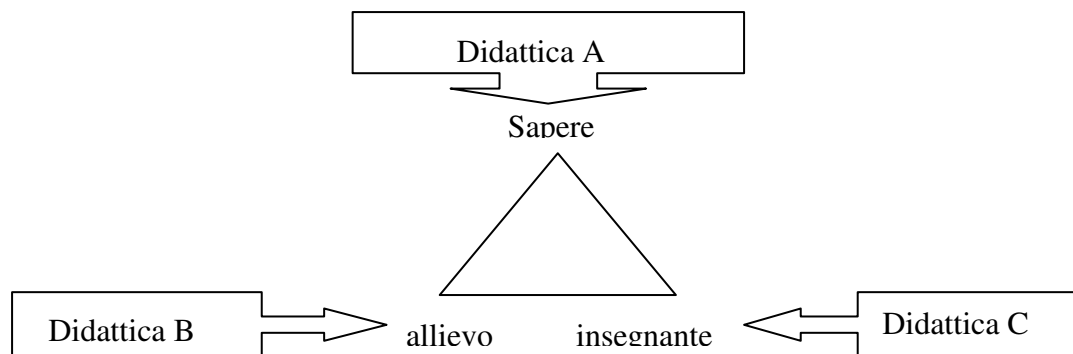 Didattica A
Sapere
Didattica B
allievo
insegnante
Didattica C